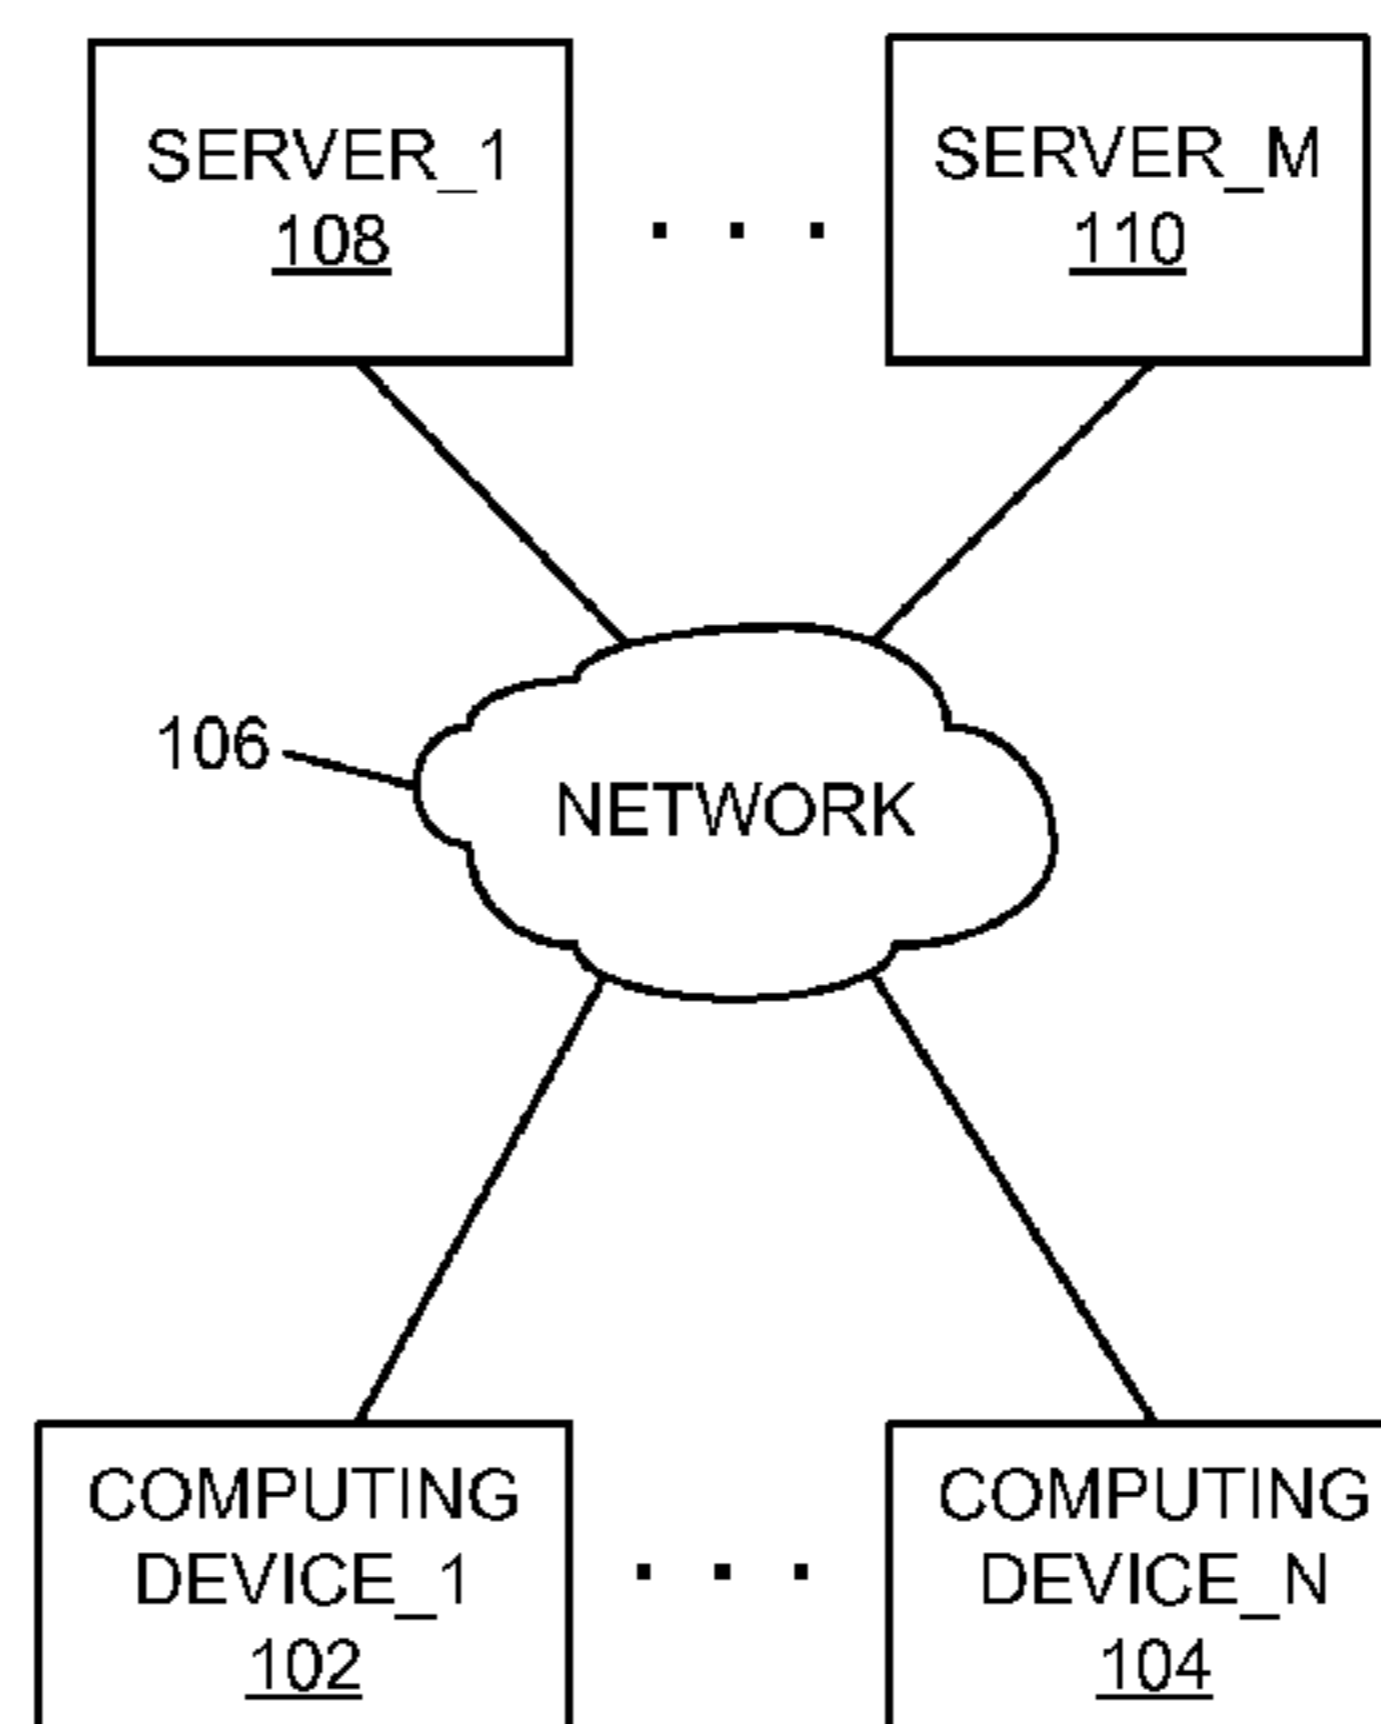 SERVER_1
108
. . .
SERVER_M
110
106
NETWORK
COMPUTING
DEVICE_1
102
. . .
COMPUTING
DEVICE_N
104